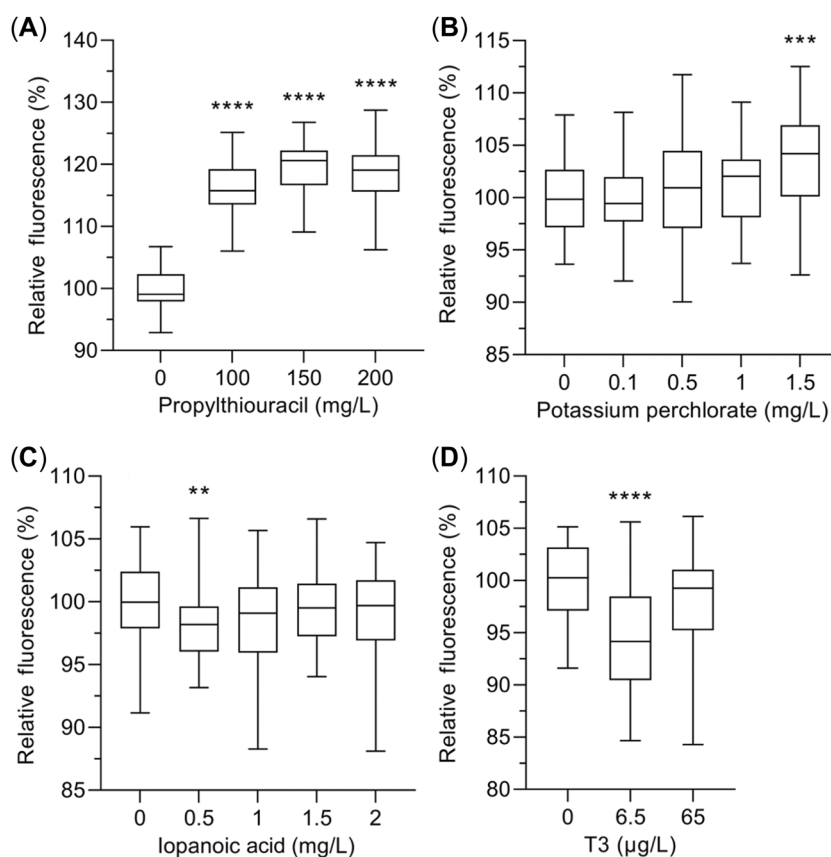 (A)
Relative fluorescence (%)
140
130
120
110
100
90
****
****
****
0 100 150 200
Propylthiouracil (mg/L)
(B)
Relative fluorescence (%)
115
110
105
100
95
90
85
***
0 0.1 0.5 1 1.5
Potassium perchlorate (mg/L)
(C)
Relative fluorescence (%)
110
105
100
95
90
85
**
0 0.5 1 1.5 2
Iopanoic acid (mg/L)
(D)
Relative fluorescence (%)
110
105
100
95
90
85
80
****
0 6.5 65
T3 (µg/L)